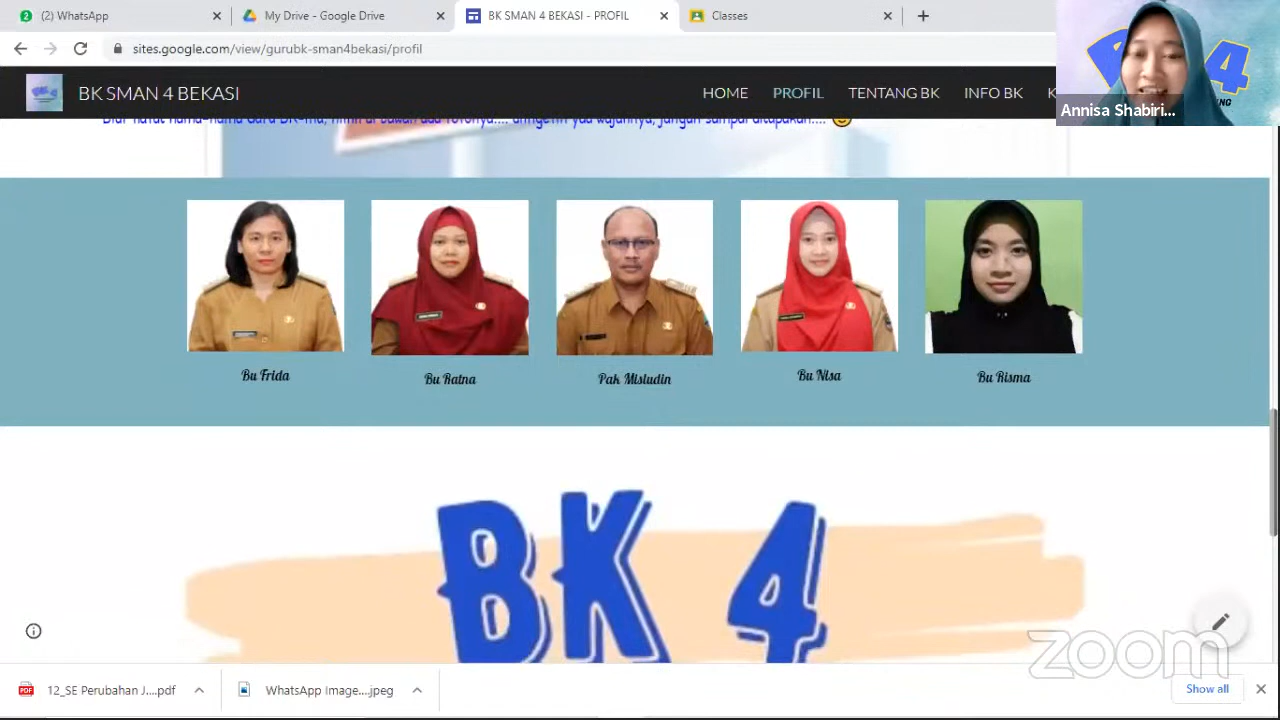 (2) WhatsApp
My Drive - Google Drive
BK SMAN 4 BEKASI - PROFIL
Classes
sites.google.com/view/gurubk-sman4bekasi/profil
BK SMAN 4 BEKASI
HOME
PROFIL
TENTANG BK
INFO BK
K
Annisa Shabiri...
Bu Frida
Bu Ratna
Pak Misludin
Bu Nisa
Bu Risma
BK 4
zoom
12_SE Perubahan J....pdf
WhatsApp Image....jpeg
Show all